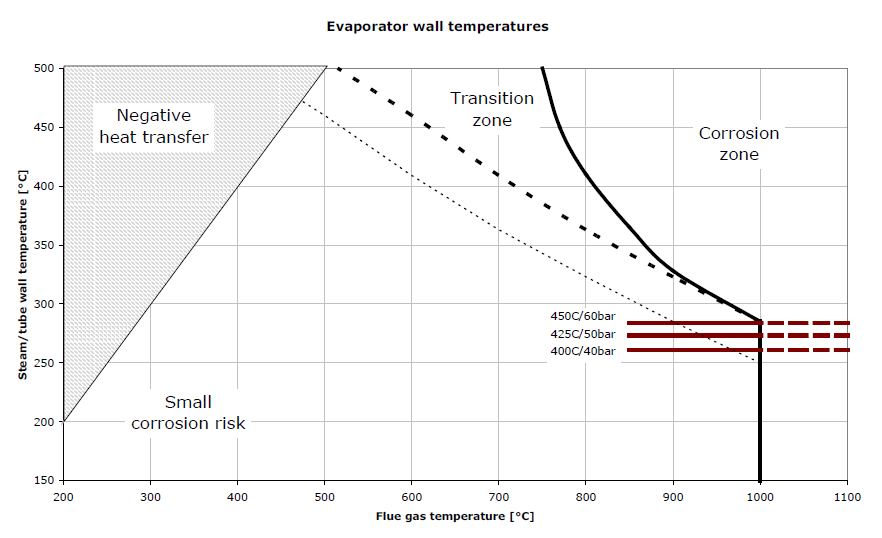 Evaporator wall temperatures
Steam/tube wall temperature [°C]
500
450
400
350
300
250
200
150
Negative
heat transfer
Transition
zone
Corrosion
zone
450C/60bar
425C/50bar
400C/40bar
Small
corrosion risk
200 300 400 500 600 700 800 900 1000 1100
Flue gas temperature [°C]